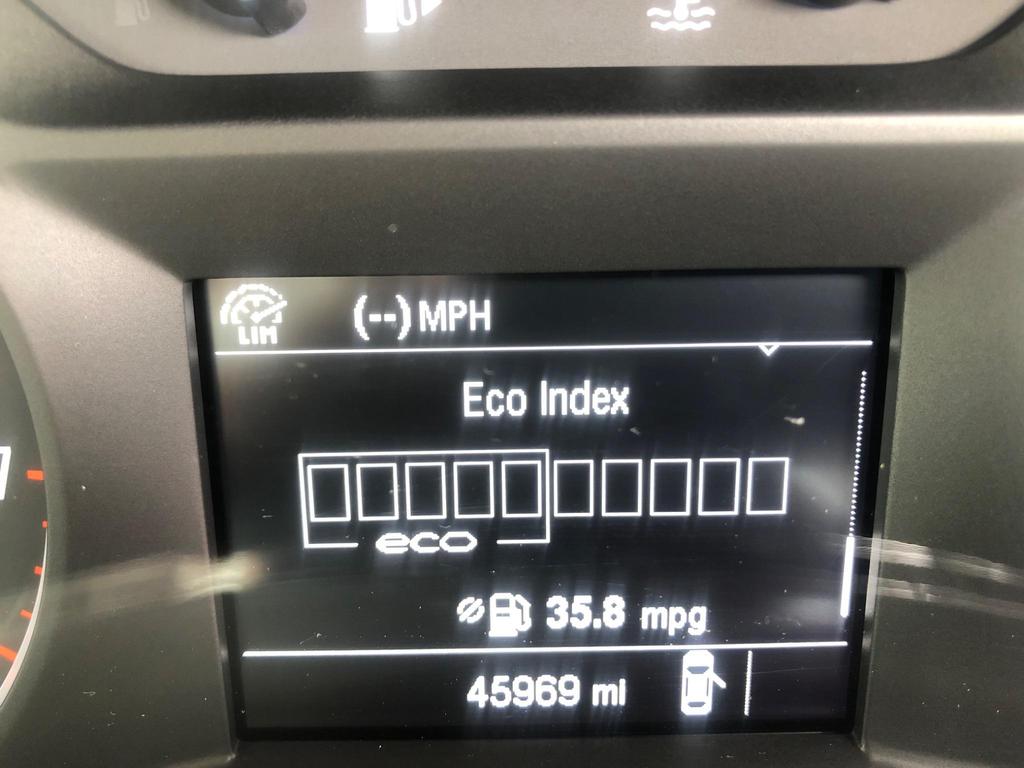 LIM (--) MPH
Eco Index
eco
35.8 mpg
45969 mi